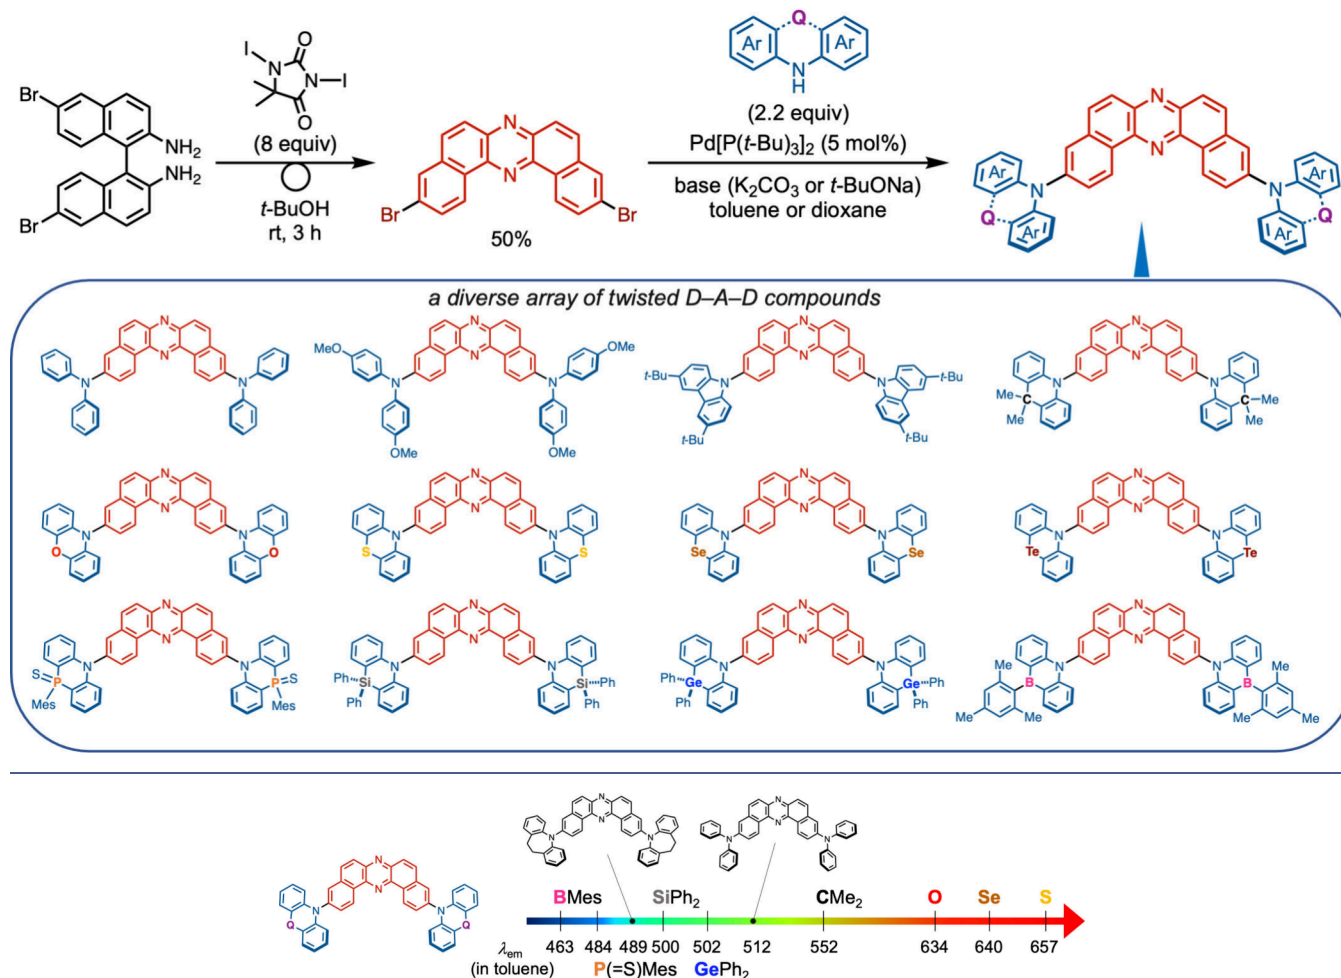 Br
NH2
NH2
Br
I
N
O
N
I
O
(8 equiv)
t-BuOH
rt, 3 h
N
N
Br
Br
50%
Q
Ar
Ar
N
H
(2.2 equiv)
Pd[P(t-Bu)3]2 (5 mol%)
base (K2CO3 or t-BuONa)
toluene or dioxane
N
N
Ar
N
Q
Ar
N
Ar
Q
Ar
a diverse array of twisted D–A–D compounds
N
N
N
N
MeO
N
N
OMe
N
N
OMe
OMe
t-Bu
N
N
N
N
t-Bu
t-Bu
t-Bu
N
N
N
N
Me
C
Me
C
Me
Me
N
N
N
N
O
O
N
N
N
N
S
S
N
N
N
N
Se
Se
N
N
N
N
Te
Te
N
N
N
N
S
P
Mes
P
S
Mes
N
N
N
N
Ph
Si
Ph
Si
Ph
Ph
N
N
N
N
Ph
Ge
Ph
Ge
Ph
Ph
N
N
N
N
Me
B
Me
Me
Me
B
Me
Me
N
N
N
N
N
N
N
N
N
N
N
N
Q
Q
BMes
SiPh2
CMe2
O
Se
S
λem
(in toluene)
463 484 489 500 502 512 552 634 640 657
P(=S)Mes
GePh2